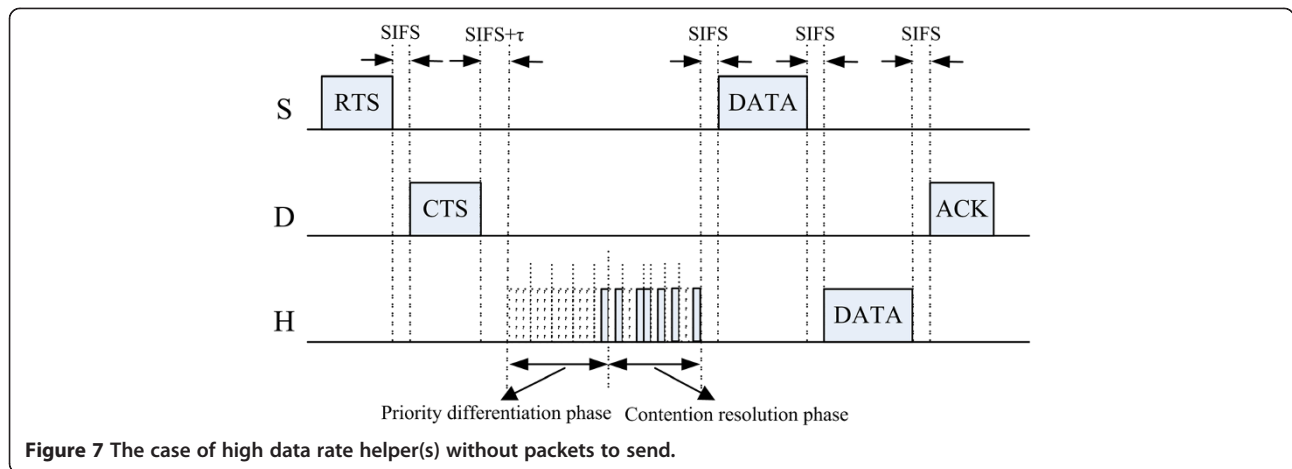 SIFS SIFS+τ SIFS SIFS SIFS
S RTS DATA
D CTS ACK
H DATA
Priority differentiation phase Contention resolution phase
Figure 7 The case of high data rate helper(s) without packets to send.